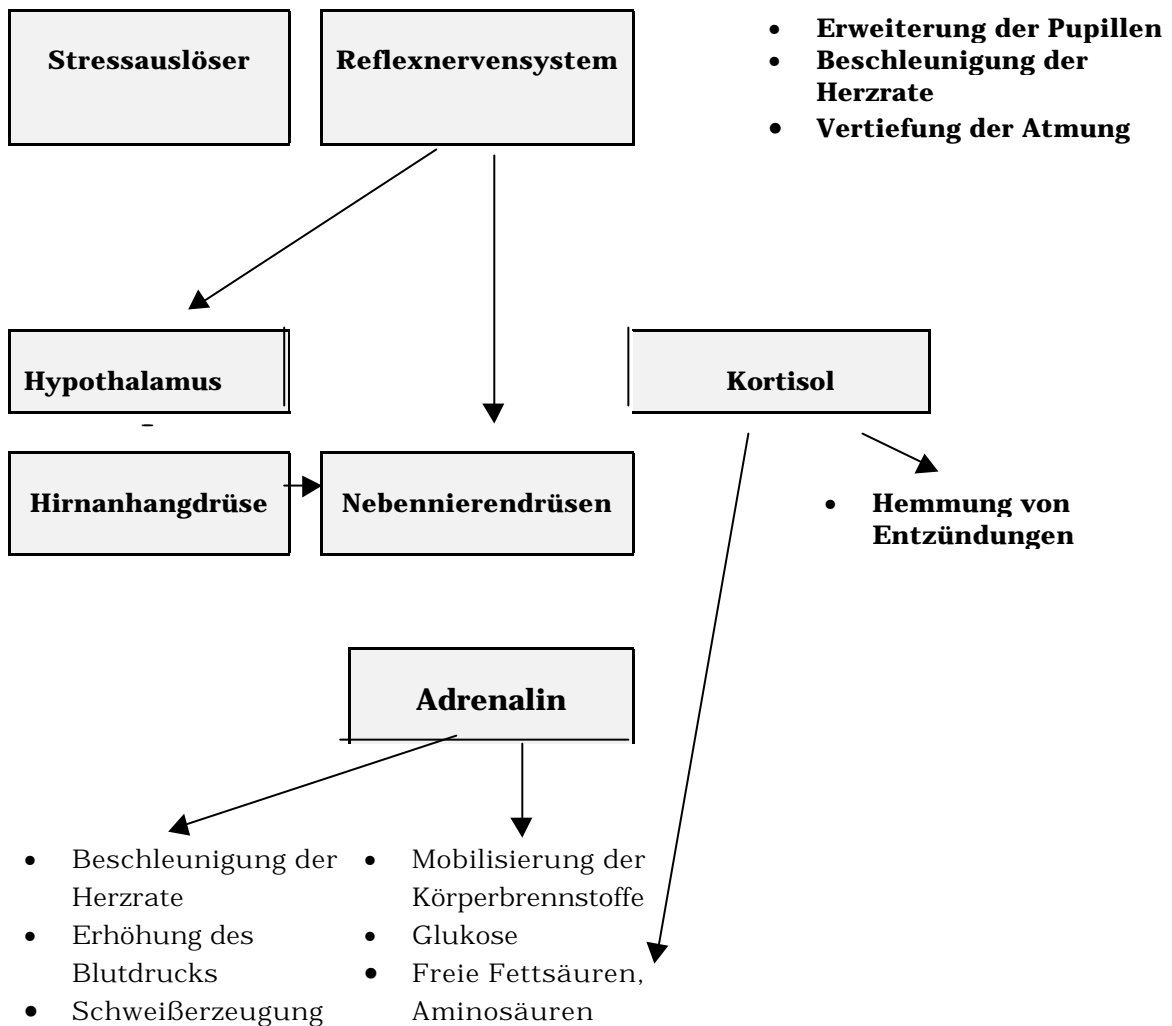 Stressauslöser
Reflexnervensystem
• Erweiterung der Pupillen
• Beschleunigung der
Herzrate
• Vertiefung der Atmung
Hypothalamus
Kortisol
Hirnanhangdrüse
Nebennierendrüsen
• Hemmung von
Entzündungen
Adrenalin
• Beschleunigung der
Herzrate
• Erhöhung des
Blutdrucks
• Schweißerzeugung
• Mobilisierung der
Körperbrennstoffe
• Glukose
• Freie Fettsäuren,
Aminosäuren